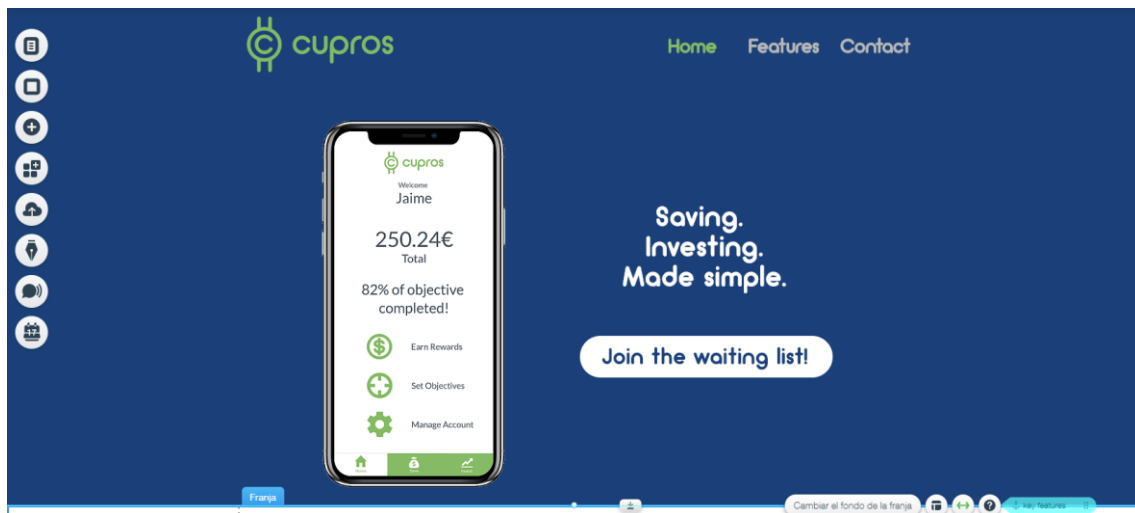 cupros
Home Features Contact
cupros
Welcome
Jaime
250.24€
Total
82% of objective
completed!
Earn Rewards
Set Objectives
Manage Account
Saving.
Investing.
Made simple.
Join the waiting list!
Franja
Cambiar el fondo de la franja
key features
17